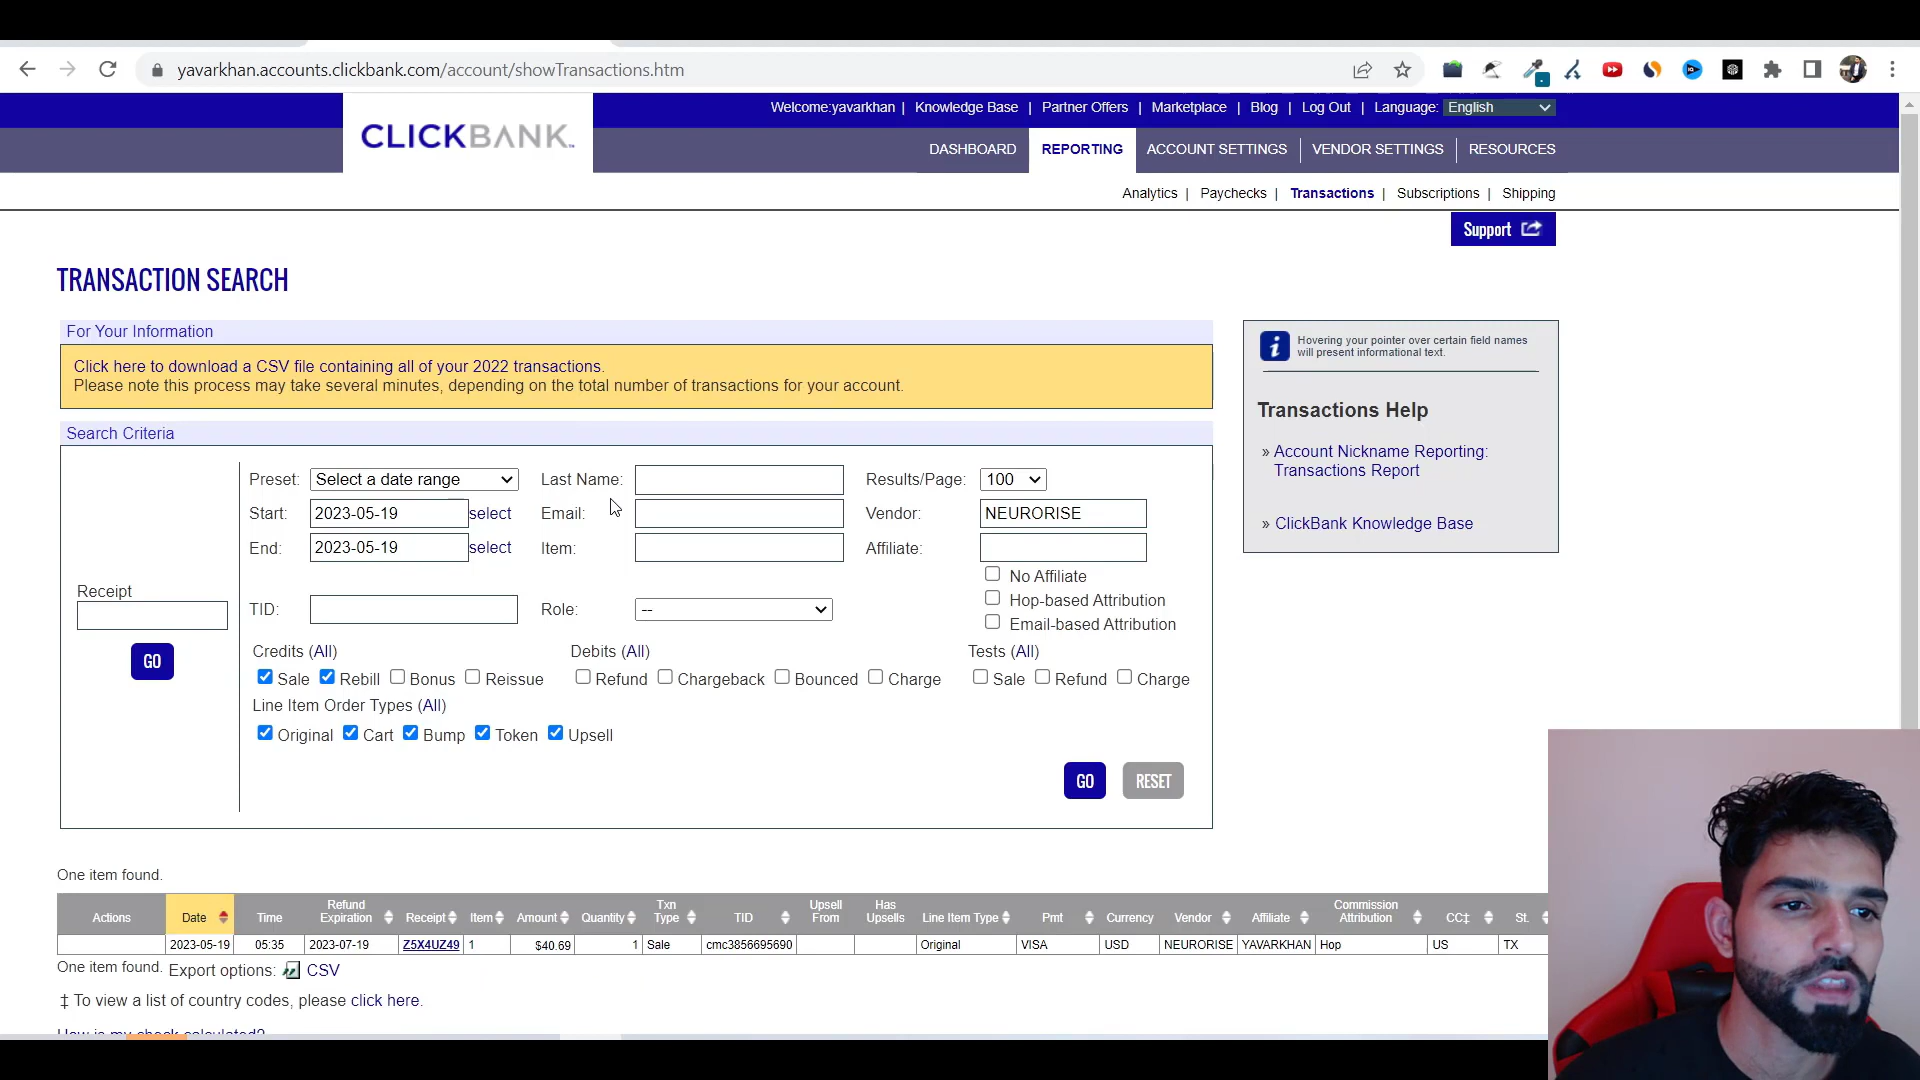 yavarkhan.accounts.clickbank.com/account/showTransactions.htm
Welcome:yavarkhan | Knowledge Base | Partner Offers | Marketplace | Blog | Log Out | Language: English
CLICKBANK
DASHBOARD REPORTING ACCOUNT SETTINGS VENDOR SETTINGS RESOURCES
Analytics | Paychecks | Transactions | Subscriptions | Shipping
Support
TRANSACTION SEARCH
For Your Information
Click here to download a CSV file containing all of your 2022 transactions.
Please note this process may take several minutes, depending on the total number of transactions for your account.
Hovering your pointer over certain field names
will present informational text.
Transactions Help
» Account Nickname Reporting:
Transactions Report
» ClickBank Knowledge Base
Search Criteria
Preset: Select a date range Last Name: Results/Page: 100
Start: 2023-05-19 select Email: Vendor: NEURORISE
End: 2023-05-19 select Item: Affiliate:
No Affiliate
Hop-based Attribution
Email-based Attribution
Receipt
TID: Role: --
GO
Credits (All) Debits (All) Tests (All)
Sale Rebill Bonus Reissue Refund Chargeback Bounced Charge Sale Refund Charge
Line Item Order Types (All)
Original Cart Bump Token Upsell
GO RESET
One item found.
Actions Date Time Refund Expiration Receipt Item Amount Quantity Txn Type TID Upsell From Has Upsells Line Item Type Pmt Currency Vendor Affiliate Commission Attribution CC‡ St.
2023-05-19 05:35 2023-07-19 Z5X4UZ49 1 $40.69 1 Sale cmc3856695690 Original VISA USD NEURORISE YAVARKHAN Hop US TX
One item found. Export options: CSV
‡ To view a list of country codes, please click here.
How is my check calculated?